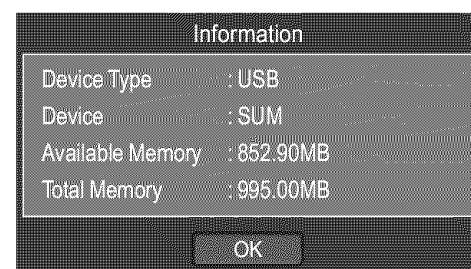 Information
Device Type : USB
Device : SUM
Available Memory : 852.90MB
Total Memory : 995.00MB
OK